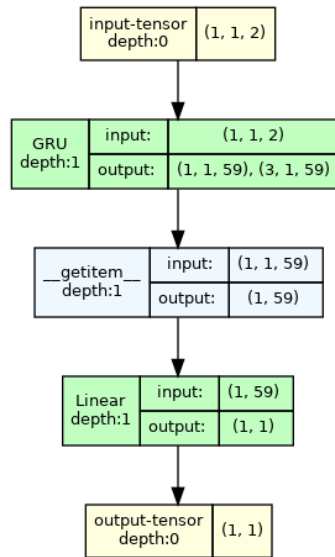 input-tensor
depth:0
(1, 1, 2)
GRU
depth:1
input:
(1, 1, 2)
output:
(1, 1, 59), (3, 1, 59)
__getitem__
depth:1
input:
(1, 1, 59)
output:
(1, 59)
Linear
depth:1
input:
(1, 59)
output:
(1, 1)
output-tensor
depth:0
(1, 1)